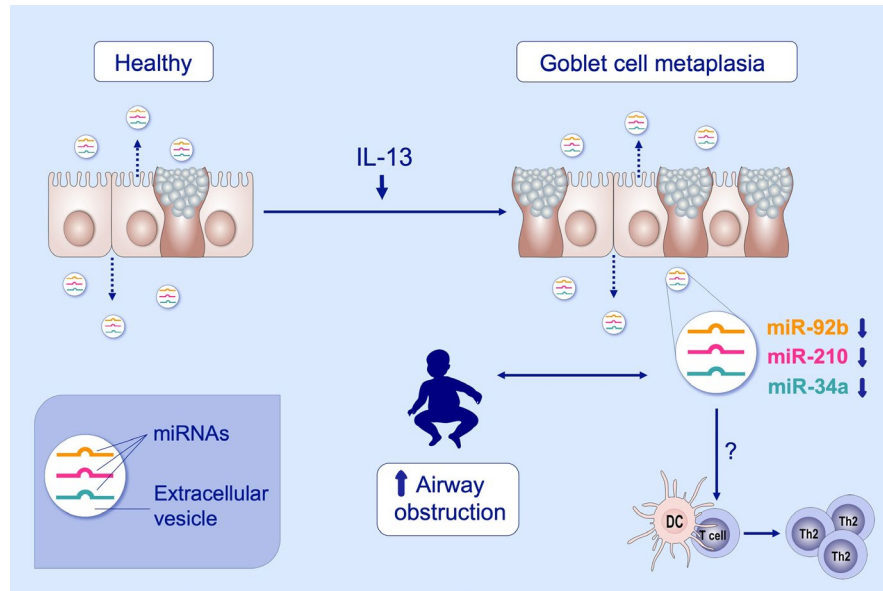 Healthy
Goblet cell metaplasia
IL-13
miR-92b
miR-210
miR-34a
miRNAs
Extracellular
vesicle
Airway
obstruction
?
DC
T cell
Th2
Th2
Th2